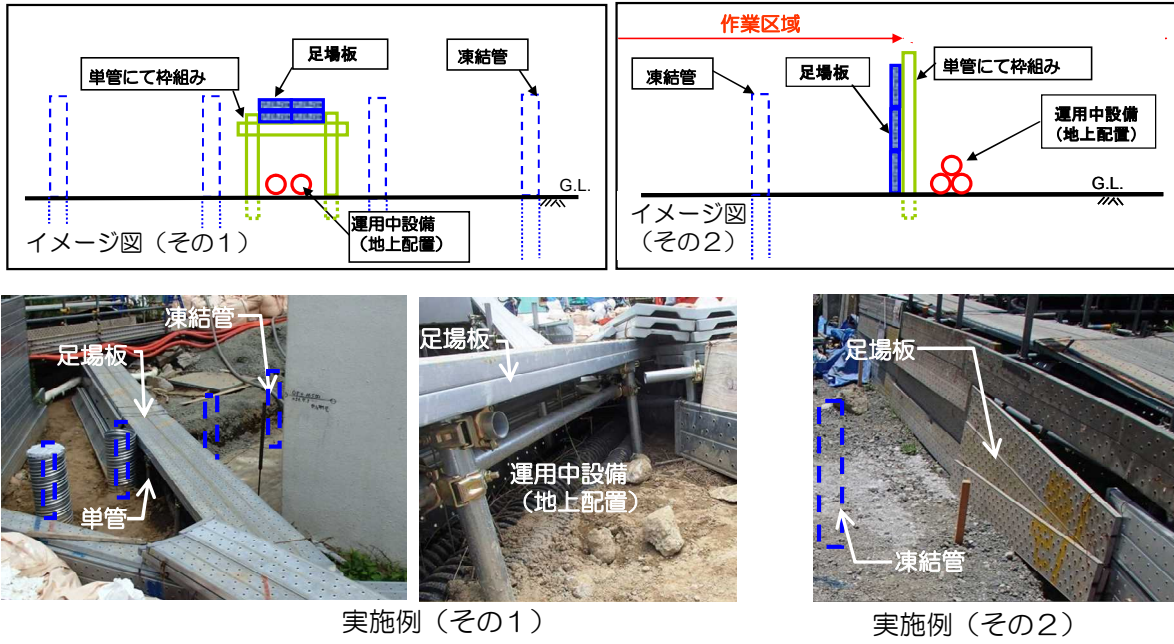 足場板
単管にて枠組み
凍結管
G.L.
運用中設備
(地上配置)
イメージ図(その1)
作業区域
凍結管
足場板
単管にて枠組み
運用中設備
(地上配置)
G.L.
イメージ図
(その2)
凍結管
足場板
単管
足場板
運用中設備
(地上配置)
足場板
凍結管
実施例(その1)
実施例(その2)